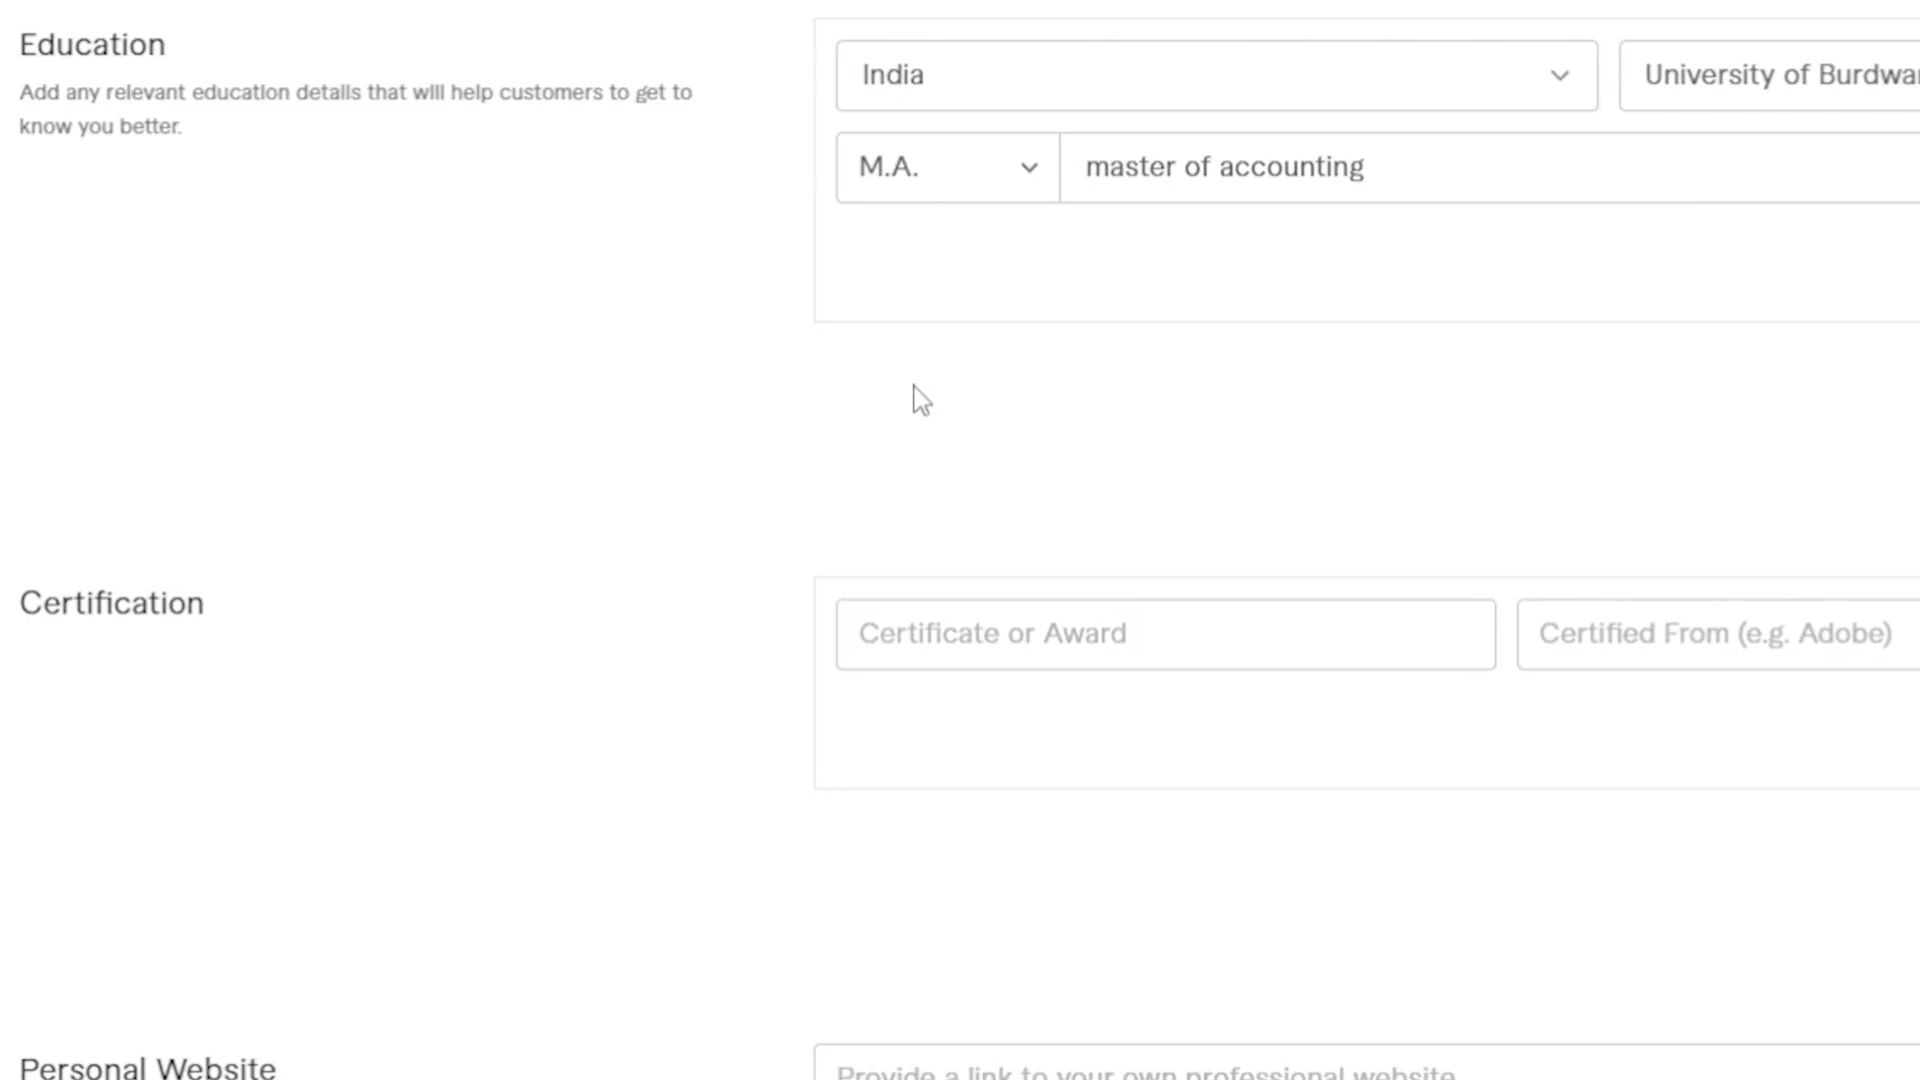 Education
Add any relevant education details that will help customers to get to
know you better.
India
University of
M.A.
master of accounting
Certification
Certificate or Award
Certified From (e.g. Adobe)
Personal Website
Provide a link to your own professional website